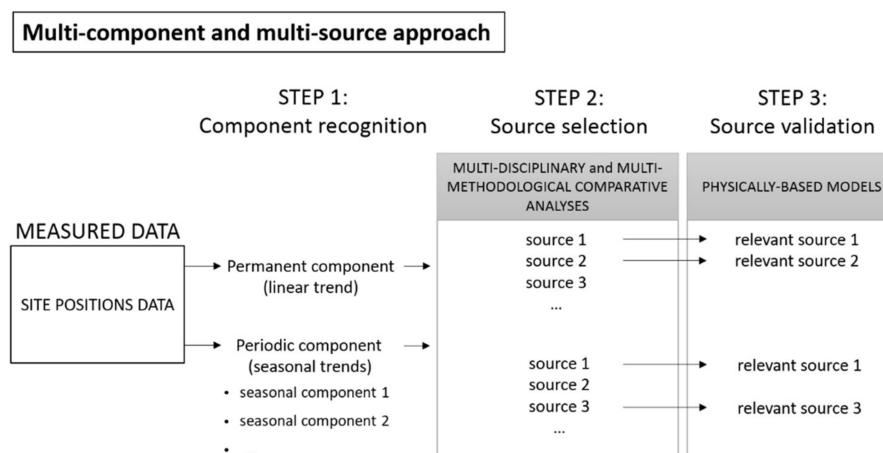 Multi-component and multi-source approach
STEP 1:
Component recognition
STEP 2:
Source selection
STEP 3:
Source validation
MULTI-DISCIPLINARY and MULTI-
METHODOLOGICAL COMPARATIVE
ANALYSES
PHYSICALLY-BASED MODELS
MEASURED DATA
SITE POSITIONS DATA
Permanent component
(linear trend)
source 1
source 2
source 3
...
relevant source 1
relevant source 2
Periodic component
(seasonal trends)
• seasonal component 1
• seasonal component 2
•
source 1
source 2
source 3
...
relevant source 1
relevant source 3